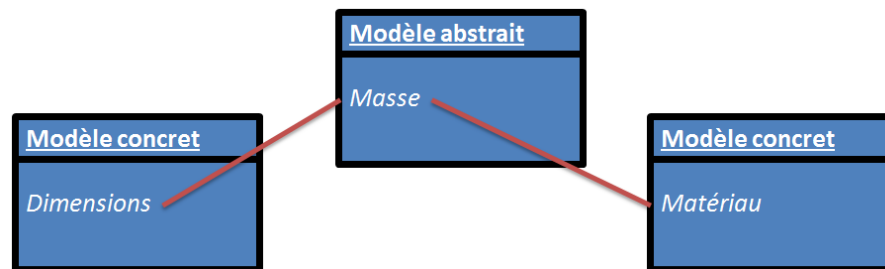 Modèle abstrait
Masse
Modèle concret
Dimensions
Modèle concret
Matériau